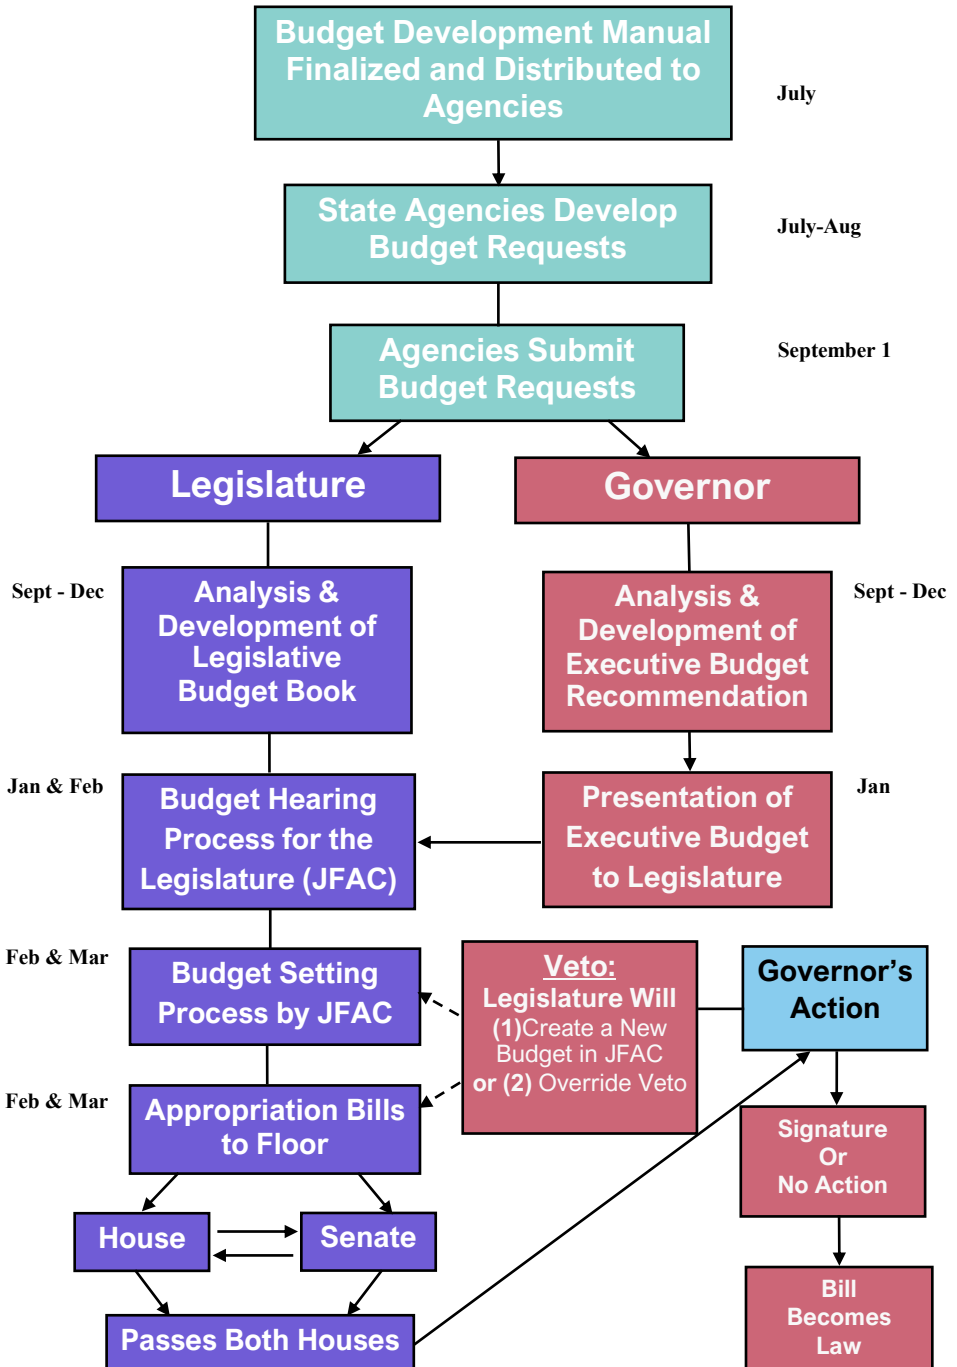 Budget Development Manual
Finalized and Distributed to
Agencies
July
State Agencies Develop
Budget Requests
July-Aug
Agencies Submit
Budget Requests
September 1
Legislature
Governor
Sept - Dec
Analysis &
Development of
Legislative
Budget Book
Analysis &
Development of
Executive Budget
Recommendation
Sept - Dec
Jan & Feb
Budget Hearing
Process for the
Legislature (JFAC)
Presentation of
Executive Budget
to Legislature
Jan
Feb & Mar
Budget Setting
Process by JFAC
Veto:
Legislature Will
(1)Create a New
Budget in JFAC
or (2) Override Veto
Governor's
Action
Feb & Mar
Appropriation Bills
to Floor
Signature
Or
No Action
House
Senate
Bill
Becomes
Law
Passes Both Houses